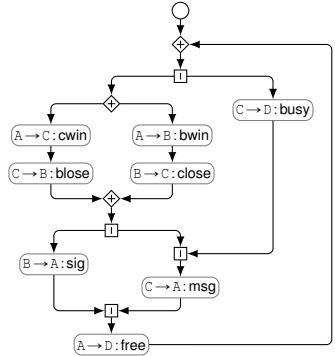 C→D:busy
A→C:cwin A→B:bwin
C→B:blose B→C:close
B→A:sig
C→A:msg
A→D:free